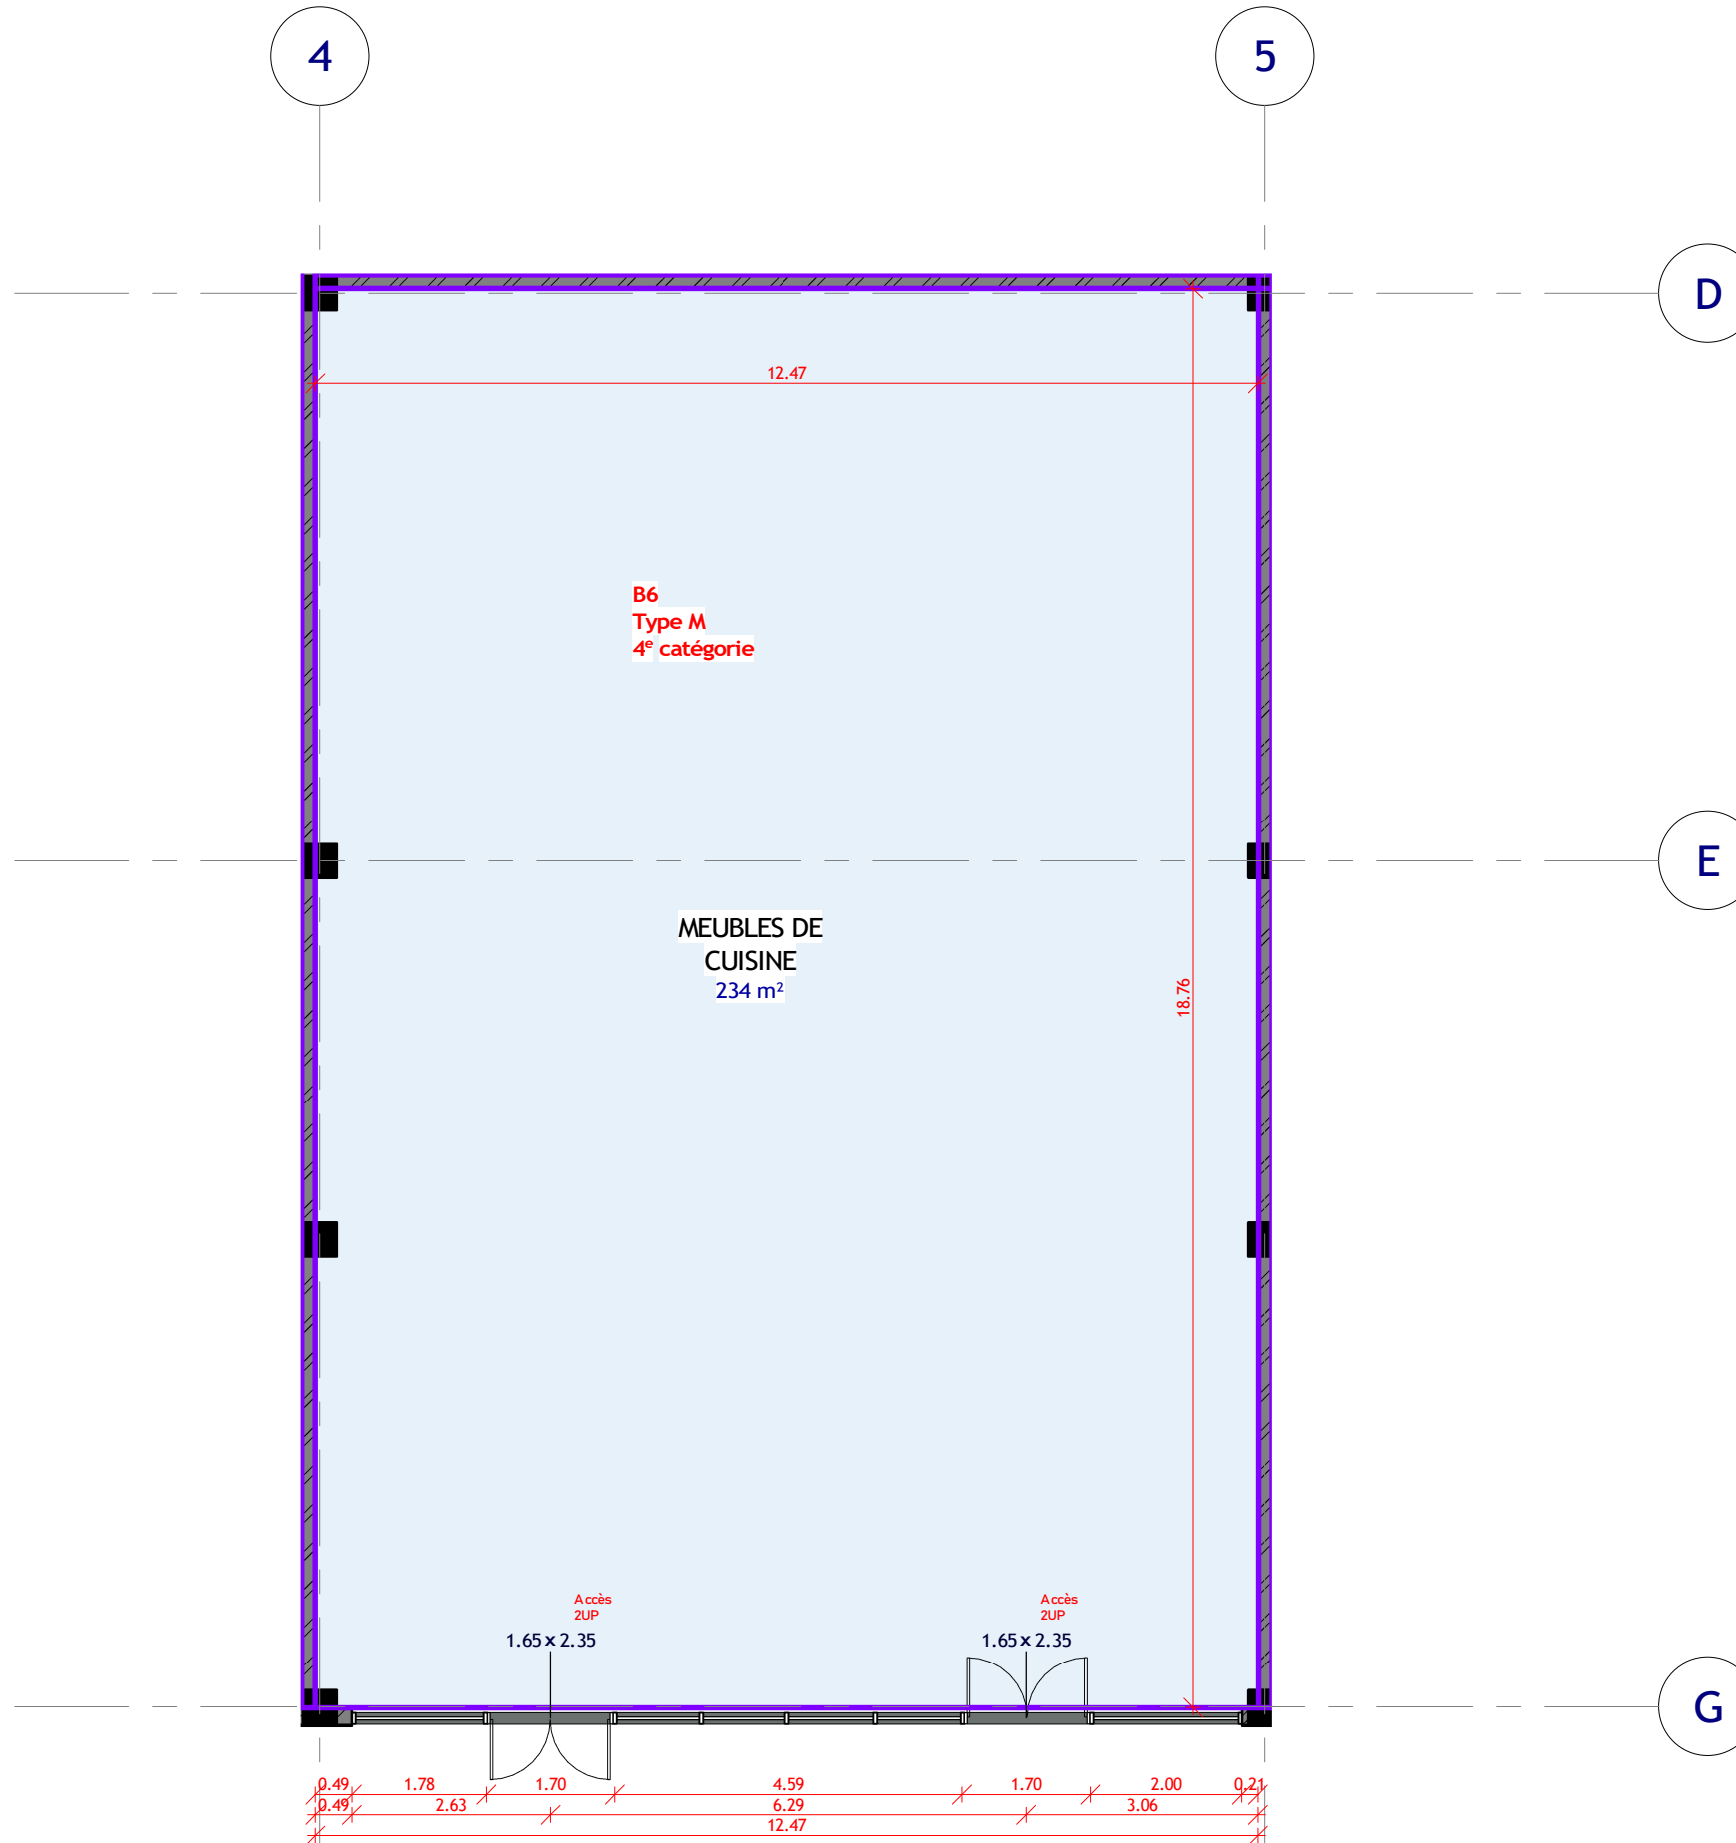 4
5
D
12.47
B6
Type M
4e catégorie
E
MEUBLES DE
CUISINE
234 m²
18.76
Accès
2UP
1.65 x 2.35
Accès
2UP
1.65 x 2.35
G
0.49 1.78 1.70 4.59 1.70 2.00 0.21
0.49 2.63 6.29 3.06
12.47